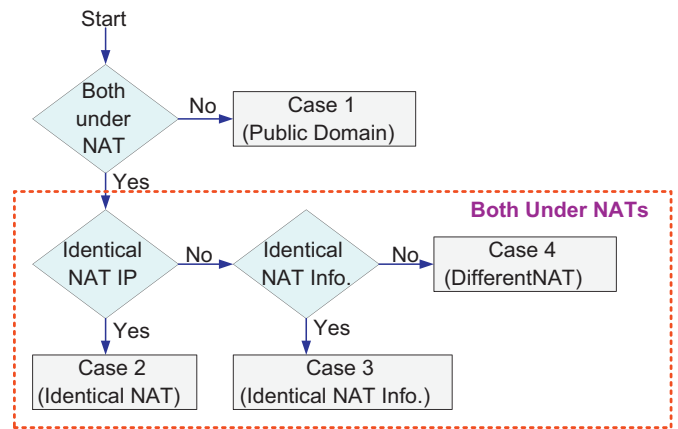 Start
Both
under
NAT
No
Case 1
(Public Domain)
Yes
Both Under NATs
Identical
NAT IP
No
Identical
NAT Info.
No
Case 4
(DifferentNAT)
Yes
Yes
Case 2
(Identical NAT)
Case 3
(Identical NAT Info.)